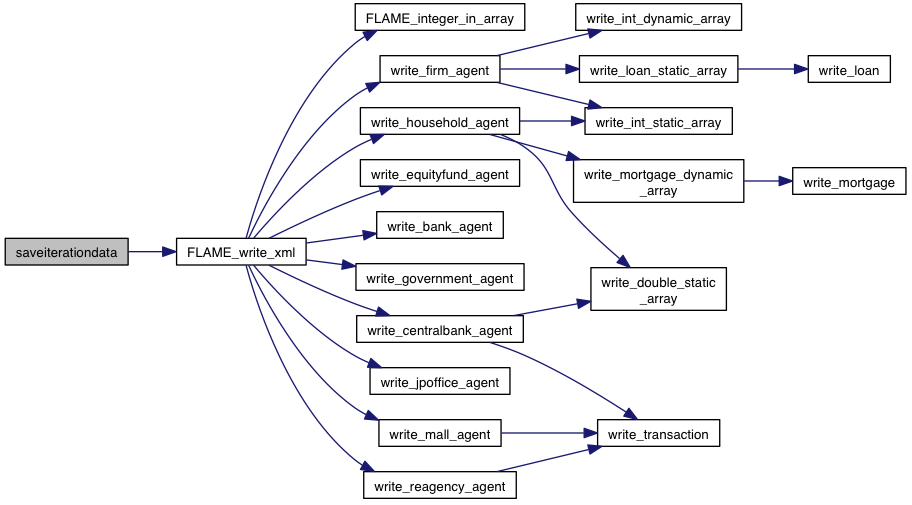 FLAME_integer_in_array
write_int_dynamic_array
write_firm_agent
write_loan_static_array
write_loan
write_household_agent
write_int_static_array
write_equityfund_agent
write_mortgage_dynamic
_array
write_mortgage
write_bank_agent
saveiterationdata
FLAME_write_xml
write_government_agent
write_double_static
_array
write_centralbank_agent
write_jpoffice_agent
write_mall_agent
write_transaction
write_reagency_agent